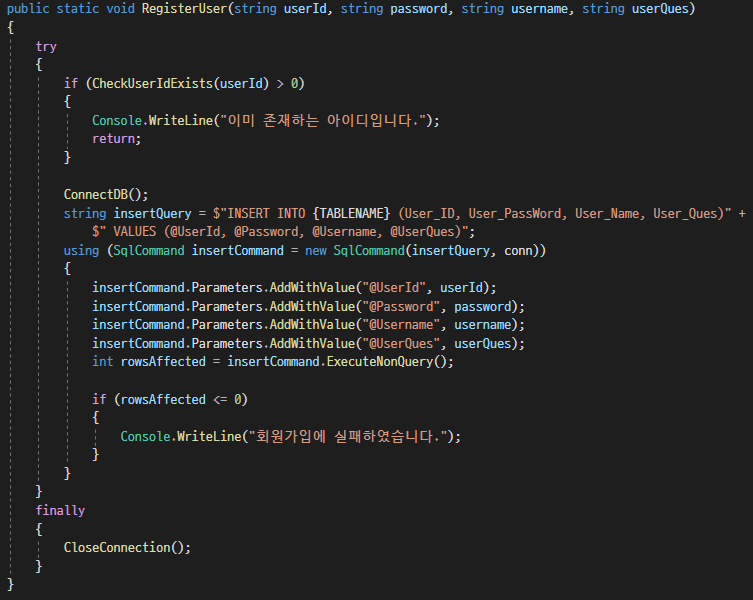 public static void RegisterUser(string userId, string password, string username, string userQues)
{
try
{
if (CheckUserIdExists(userId) > 0)
{
Console.WriteLine("이미 존재하는 아이디입니다.");
return;
}
ConnectDB();
string insertQuery = $"INSERT INTO {TABLENAME} (User_ID, User_PassWord, User_Name, User_Ques)" +
$" VALUES (@UserId, @Password, @Username, @UserQues)";
using (SqlCommand insertCommand = new SqlCommand(insertQuery, conn))
{
insertCommand.Parameters.AddWithValue("@UserId", userId);
insertCommand.Parameters.AddWithValue("@Password", password);
insertCommand.Parameters.AddWithValue("@Username", username);
insertCommand.Parameters.AddWithValue("@UserQues", userQues);
int rowsAffected = insertCommand.ExecuteNonQuery();
if (rowsAffected <= 0)
{
Console.WriteLine("회원가입에 실패하였습니다.");
}
}
}
finally
{
CloseConnection();
}
}